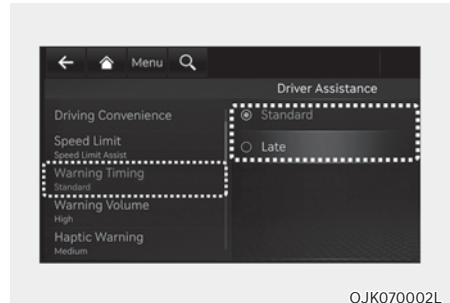 Menu
Driver Assistance
Driving Convenience
Speed Limit
Speed Limit Assist
Warning Timing
Standard
Warning Volume
High
Haptic Warning
Medium
Standard
Late
OJK070002L